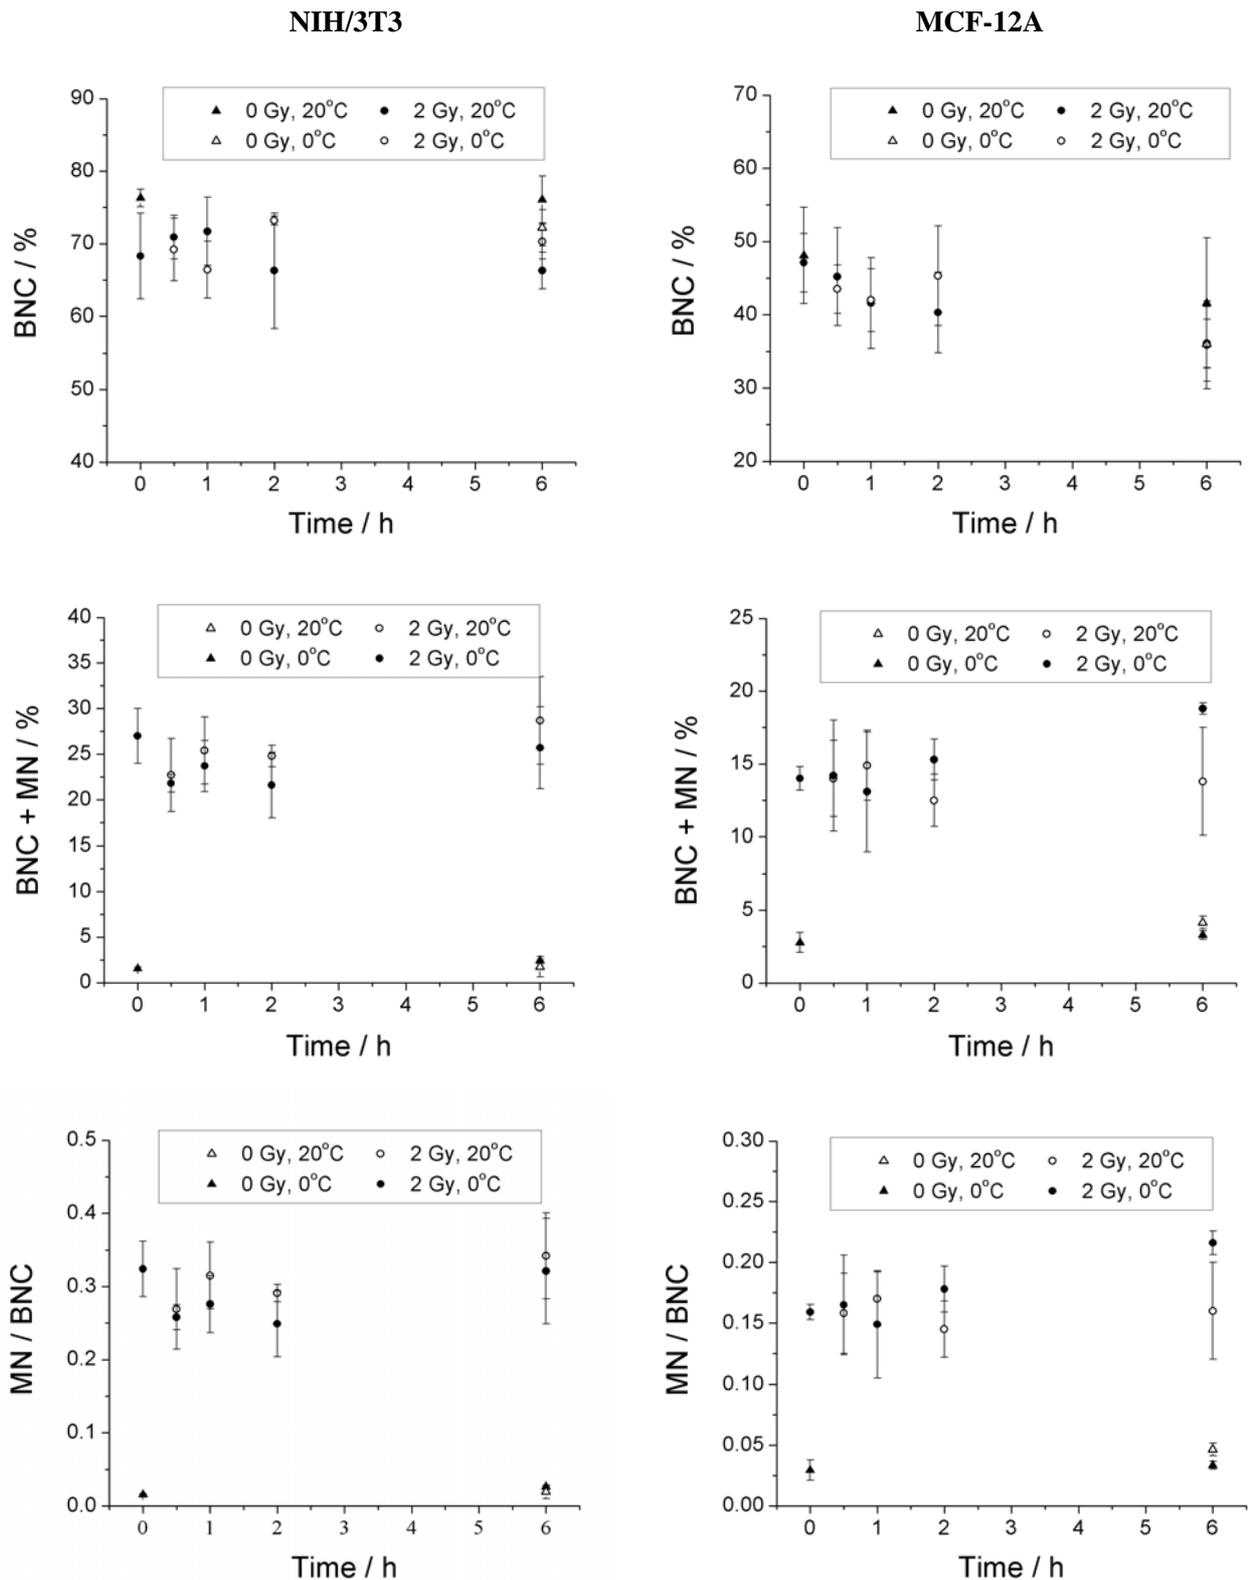 NIH/3T3
MCF-12A
0 Gy, 20°C
2 Gy, 20°C
0 Gy, 0°C
2 Gy, 0°C
90
80
70
60
50
40
BNC / %
0 1 2 3 4 5 6
Time / h
0 Gy, 20°C
2 Gy, 20°C
0 Gy, 0°C
2 Gy, 0°C
70
60
50
40
30
20
BNC / %
0 1 2 3 4 5 6
Time / h
0 Gy, 20°C
2 Gy, 20°C
0 Gy, 0°C
2 Gy, 0°C
40
35
30
25
20
15
10
5
0
BNC + MN / %
0 1 2 3 4 5 6
Time / h
0 Gy, 20°C
2 Gy, 20°C
0 Gy, 0°C
2 Gy, 0°C
25
20
15
10
5
0
BNC + MN / %
0 1 2 3 4 5 6
Time / h
0 Gy, 20°C
2 Gy, 20°C
0 Gy, 0°C
2 Gy, 0°C
0.5
0.4
0.3
0.2
0.1
0.0
MN / BNC
0 1 2 3 4 5 6
Time / h
0 Gy, 20°C
2 Gy, 20°C
0 Gy, 0°C
2 Gy, 0°C
0.30
0.25
0.20
0.15
0.10
0.05
0.00
MN / BNC
0 1 2 3 4 5 6
Time / h